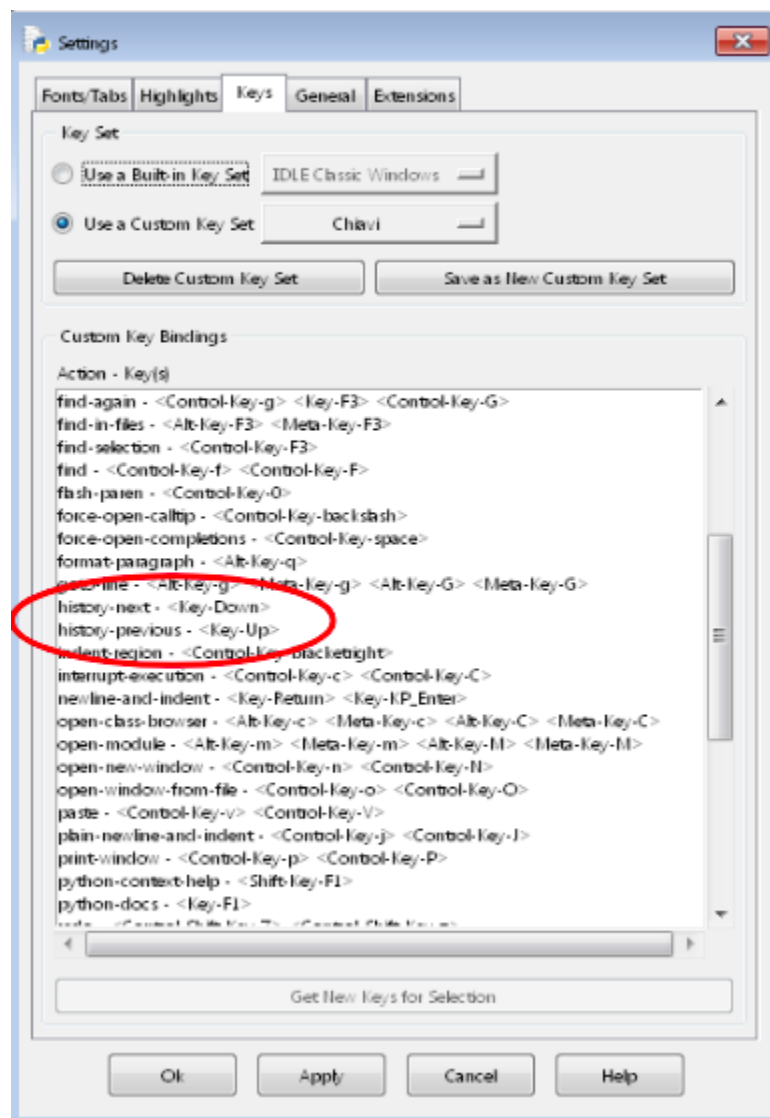 Settings
Fonts/Tabs Highlights Keys General Extensions
Key Set
Use a Built-in Key Set IDLE Classic Windows
Use a Custom Key Set Chiavi
Delete Custom Key Set Save as New Custom Key Set
Custom Key Bindings
Action - Key(s)
find-again - <Control-Key-g> <Key-F3> <Control-Key-G>
find-in-files - <Alt-Key-F3> <Meta-Key-F3>
find-selection - <Control-Key-F3>
find - <Control-Key-f> <Control-Key-F>
flash-paren - <Control-Key-0>
force-open-calltip - <Control-Key-backslash>
force-open-completions - <Control-Key-space>
format-paragraph - <Alt-Key-q>
goto-line - <Alt-Key-g> <Meta-Key-g> <Alt-Key-G> <Meta-Key-G>
history-next - <Key-Down>
history-previous - <Key-Up>
indent-region - <Control-Key-bracketright>
interrupt-execution - <Control-Key-c> <Control-Key-C>
newline-and-indent - <Key-Return> <Key-KP_Enter>
open-class-browser - <Alt-Key-c> <Meta-Key-c> <Alt-Key-C> <Meta-Key-C>
open-module - <Alt-Key-m> <Meta-Key-m> <Alt-Key-M> <Meta-Key-M>
open-new-window - <Control-Key-n> <Control-Key-N>
open-window-from-file - <Control-Key-o> <Control-Key-O>
paste - <Control-Key-v> <Control-Key-V>
plain-newline-and-indent - <Control-Key-j> <Control-Key-J>
print-window - <Control-Key-p> <Control-Key-P>
python-context-help - <Shift-Key-F1>
python-docs - <Key-F1>
Get New Keys for Selection
Ok Apply Cancel Help